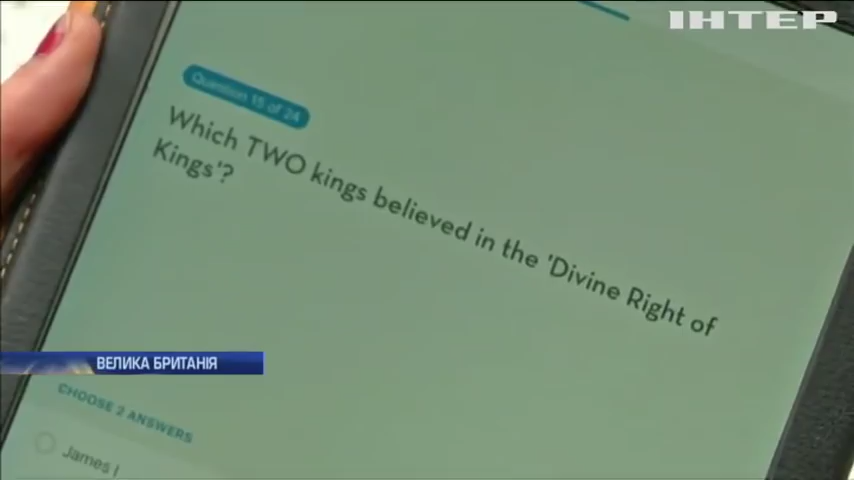 ІНТЕР
Question 15 of 24
Which TWO kings believed in the 'Divine Right of
Kings'?
ВЕЛИКА БРИТАНІЯ
CHOOSE 2 ANSWERS
James I